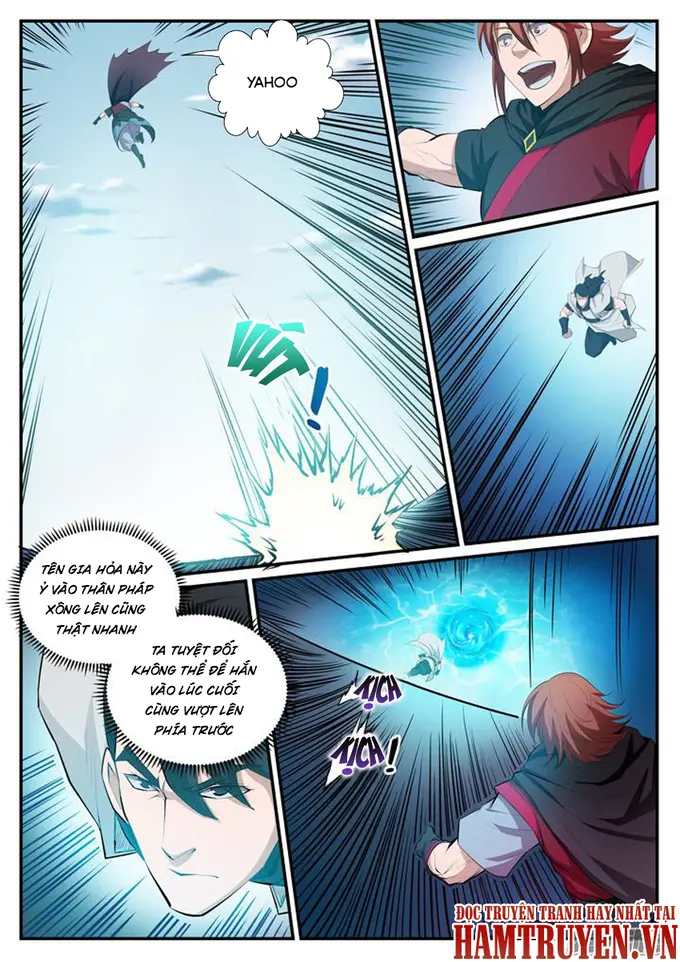 YAHOO
VÚT
!
TÊN GIA HỎA NÀY
Ỷ VÀO THÂN PHÁP
XÔNG LÊN CŨNG
THẬT NHANH
TA TUYỆT ĐỐI
KHÔNG THỂ ĐỂ HẮN
VÀO LÚC CUỐI
CÙNG VƯỢT LÊN
PHÍA TRƯỚC
KỊCH
KỊCH!
ĐỌC TRUYỆN TRANH HAY NHẤT TẠI
HAMTRUYEN.VN